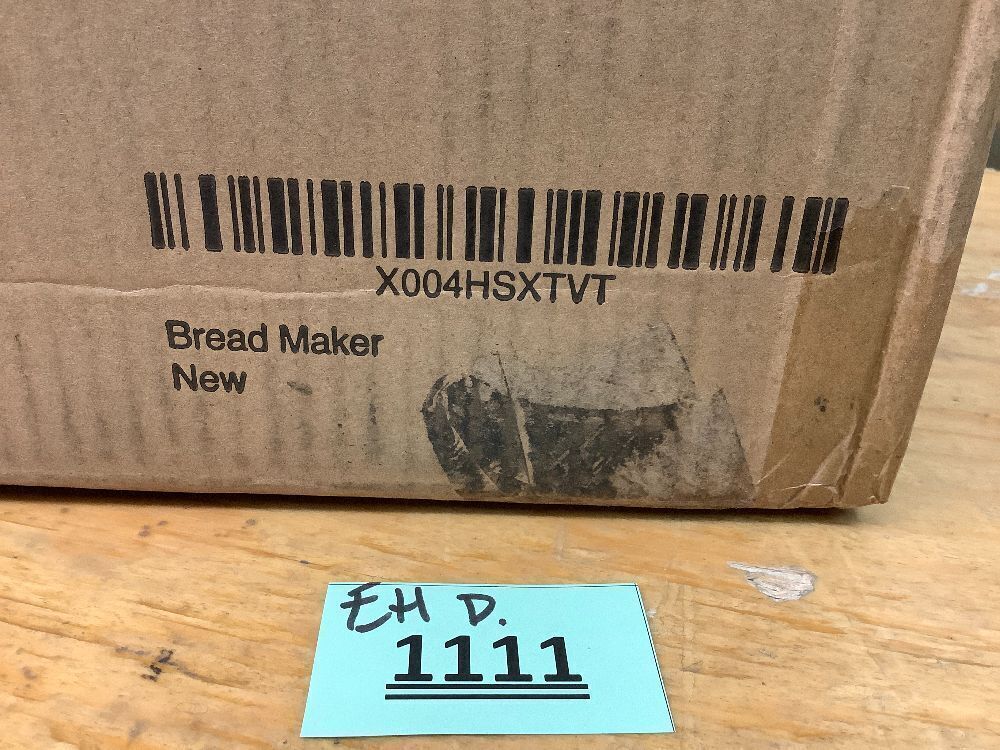 X004HSXTVT
Bread Maker
New
EH D.
1111